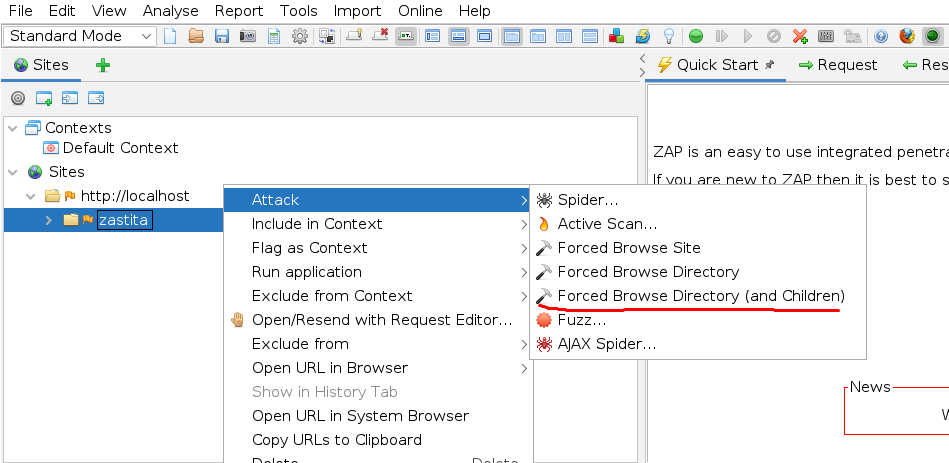 File Edit View Analyse Report Tools Import Online Help
Standard Mode
Sites
Quick Start Request Res
Contexts
Default Context
Sites
http://localhost
zastita
Attack
Include in Context
Flag as Context
Run application
Exclude from Context
Open/Resend with Request Editor...
Exclude from
Open URL in Browser
Show in History Tab
Open URL in System Browser
Copy URLs to Clipboard
Delete Delete
Spider...
Active Scan...
Forced Browse Site
Forced Browse Directory
Forced Browse Directory (and Children)
Fuzz...
AJAX Spider...
ZAP is an easy to use integrated penetra
If you are new to ZAP then it is best to s
News
W